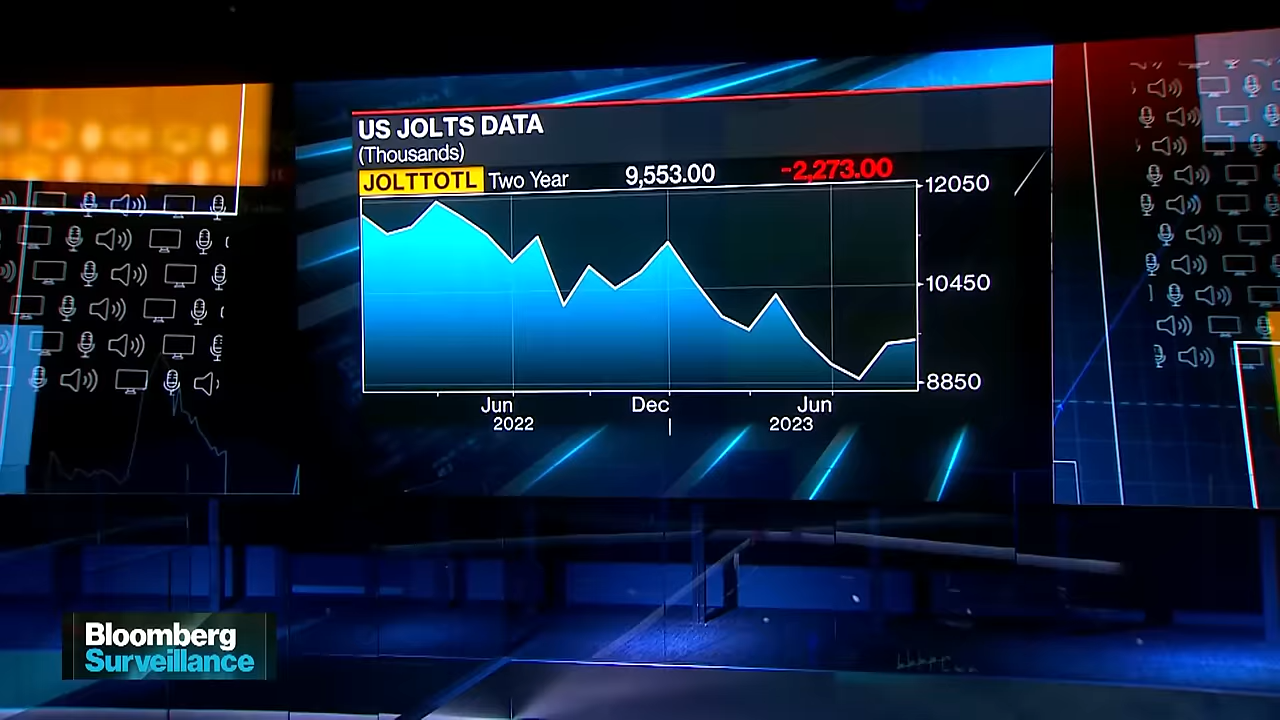 US JOLTS DATA
(Thousands)
JOLTTOTL Two Year 9,553.00 -2,273.00
12050
10450
8850
Jun Dec Jun
2022 2023
Bloomberg
Surveillance